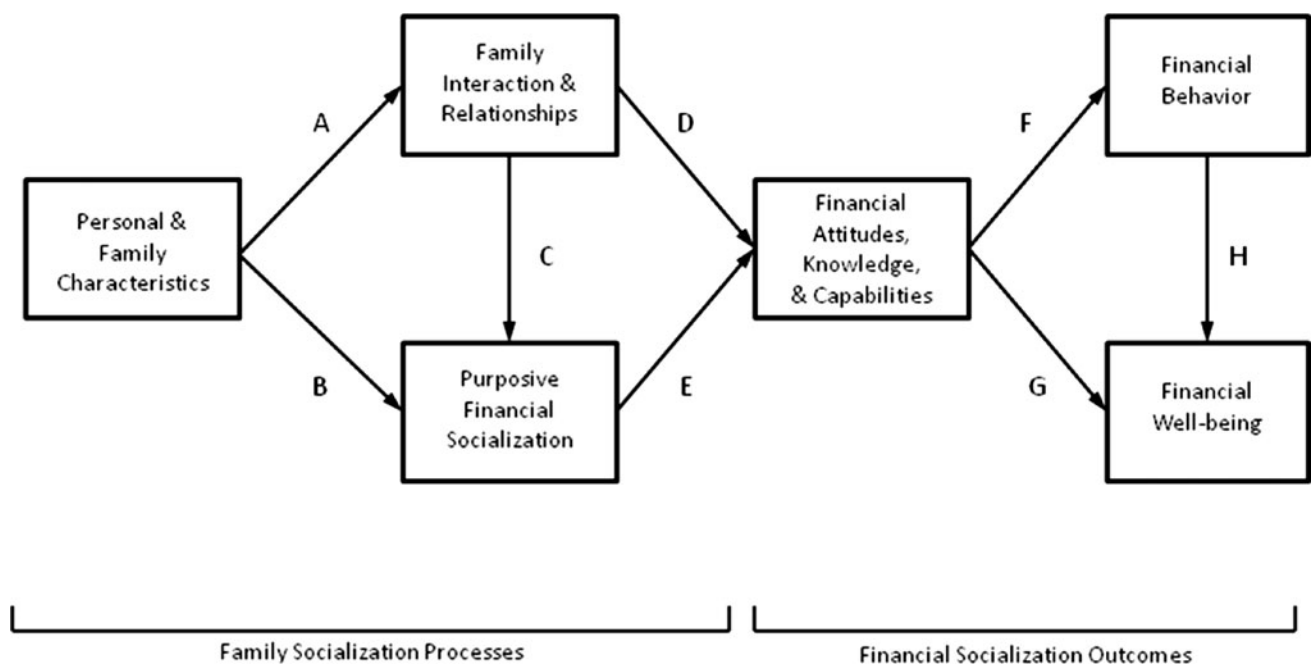 Family
Interaction &
Relationships
Financial
Behavior
A
D
F
Personal &
Family
Characteristics
C
Financial
Attitudes,
Knowledge,
& Capabilities
H
B
Purposive
Financial
Socialization
E
G
Financial
Well-being
Family Socialization Processes
Financial Socialization Outcomes